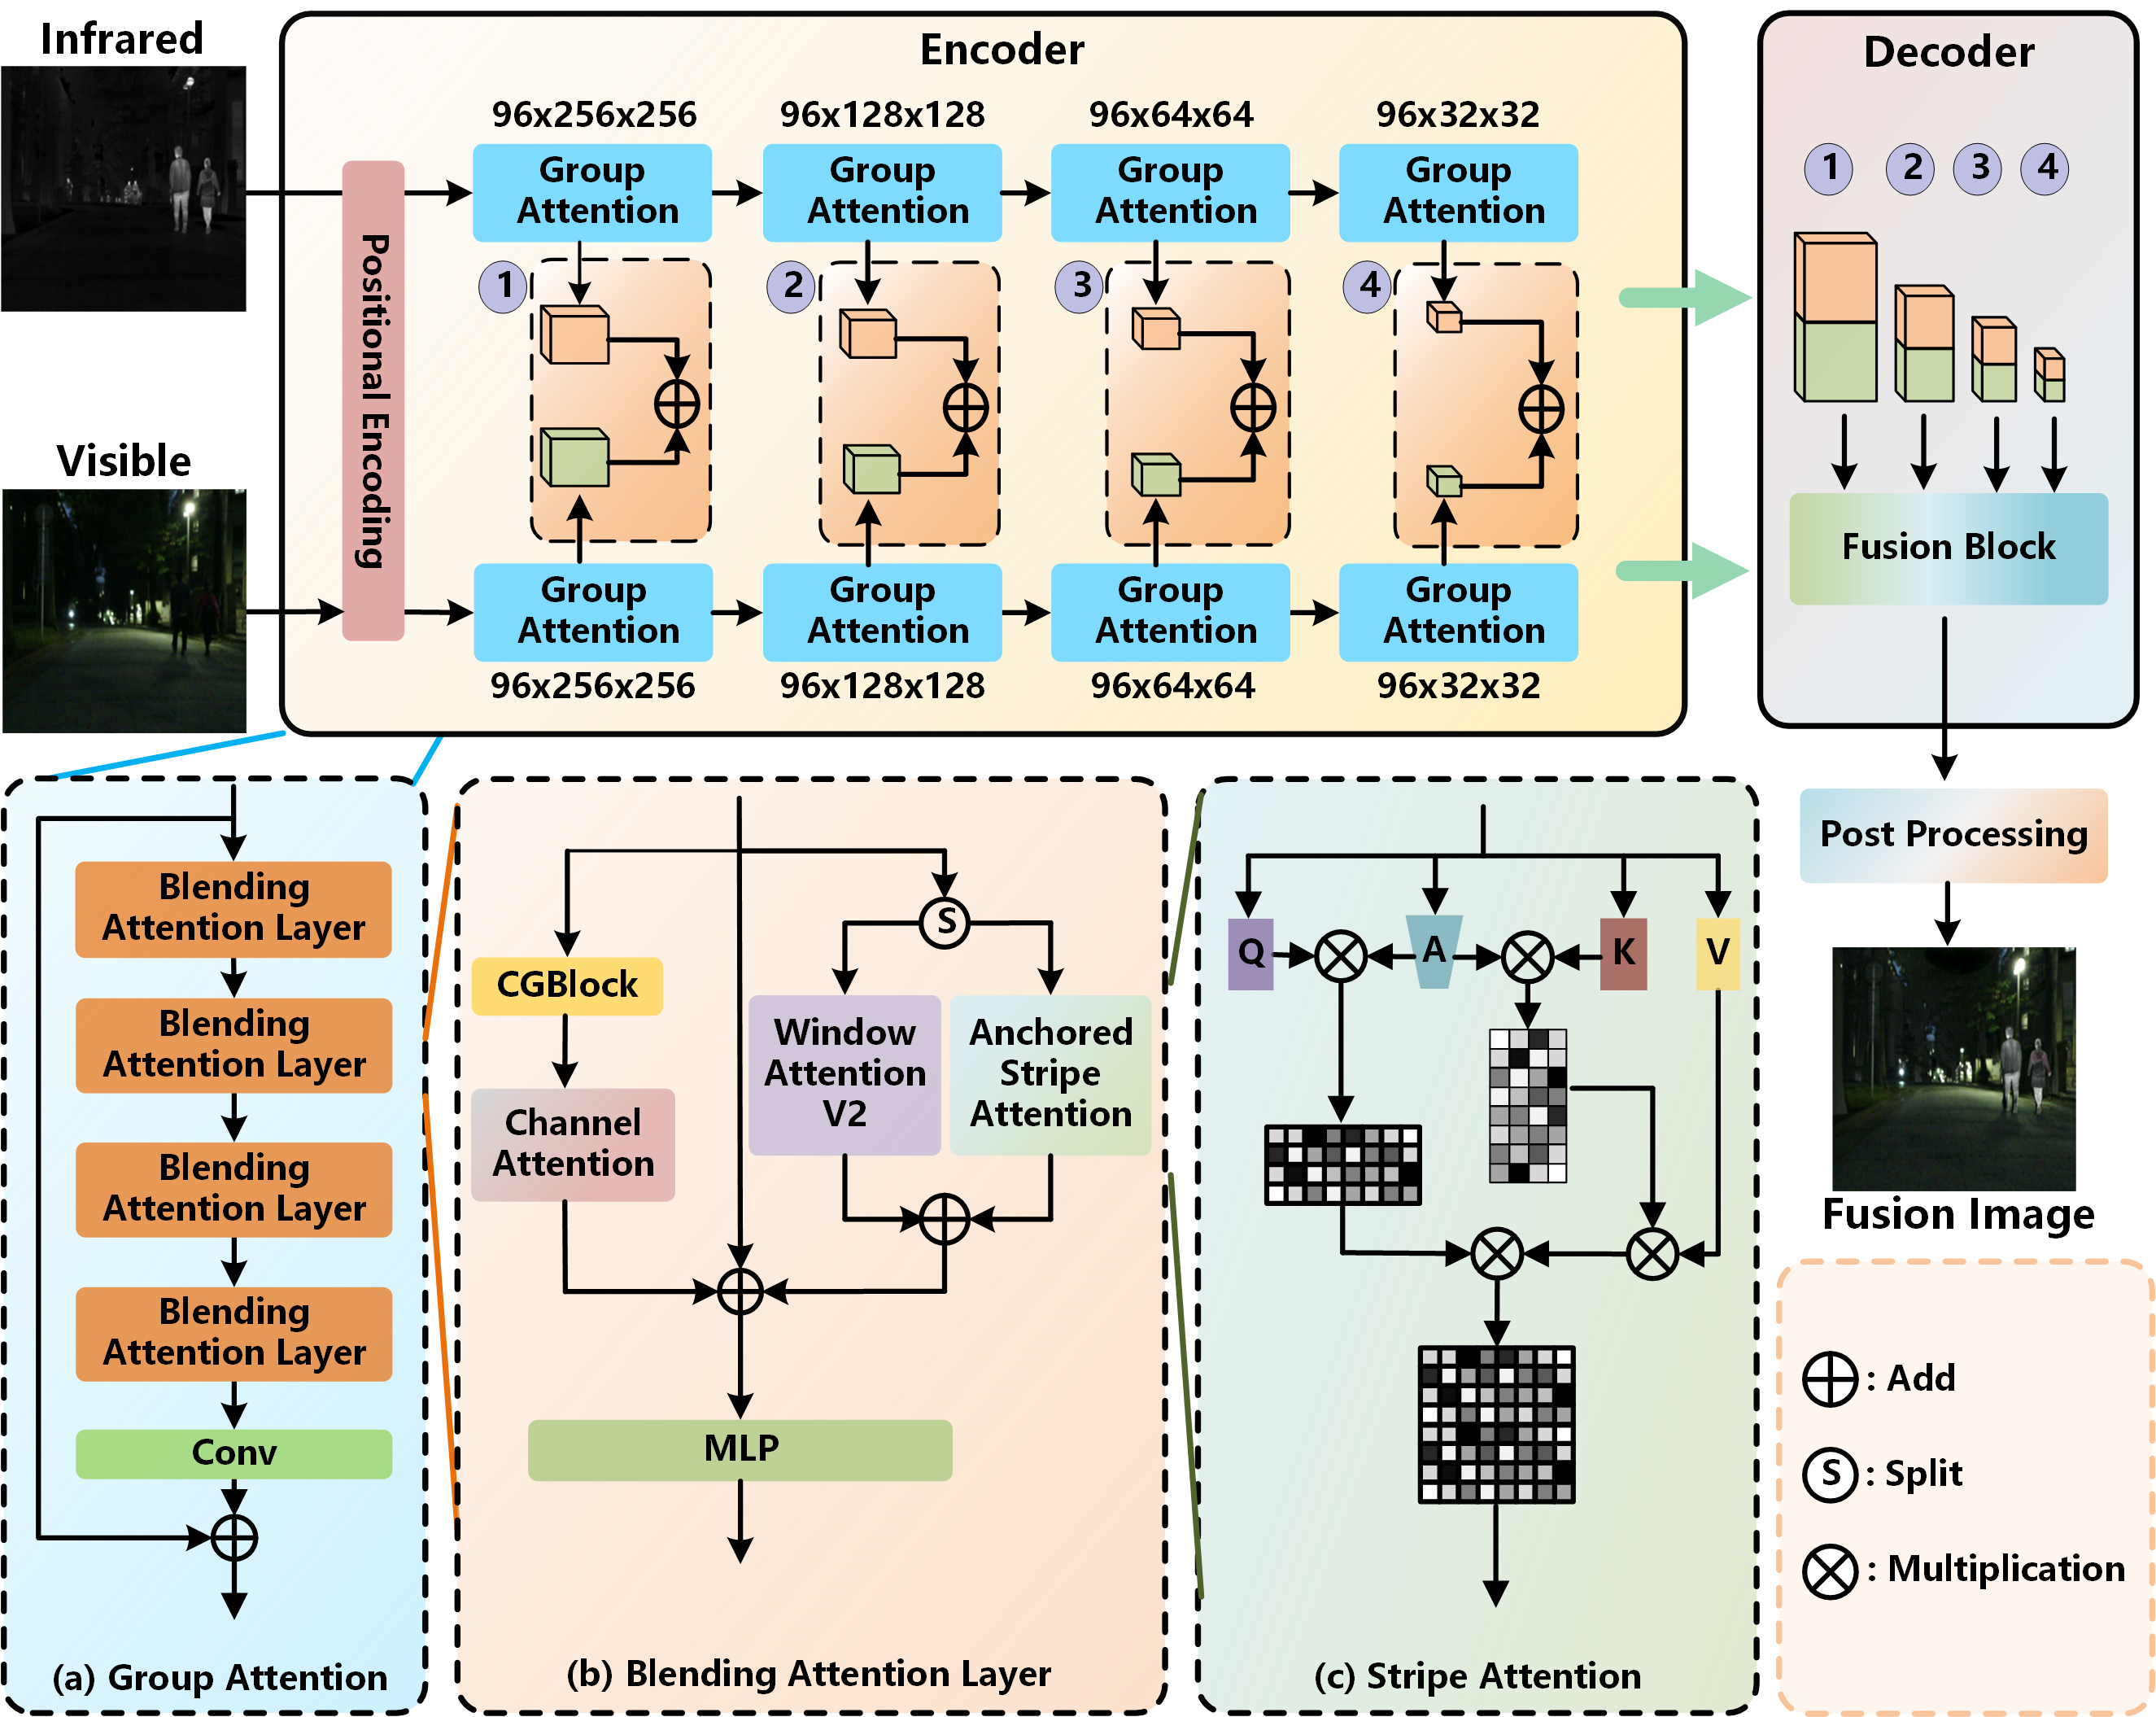 Infrared
Encoder
Decoder
96x256x256
96x128x128
96x64x64
96x32x32
Group
Attention
Group
Attention
Group
Attention
Group
Attention
1
2
3
4
1
2
3
4
Positional Encoding
Visible
Group
Attention
Group
Attention
Group
Attention
Group
Attention
96x256x256
96x128x128
96x64x64
96x32x32
Fusion Block
Post Processing
Fusion Image
Blending
Attention Layer
Blending
Attention Layer
Blending
Attention Layer
Blending
Attention Layer
Conv
(a) Group Attention
S
CGBlock
Channel
Attention
Window
Attention
V2
Anchored
Stripe
Attention
MLP
(b) Blending Attention Layer
Q
A
K
V
(c) Stripe Attention
: Add
S : Split
: Multiplication